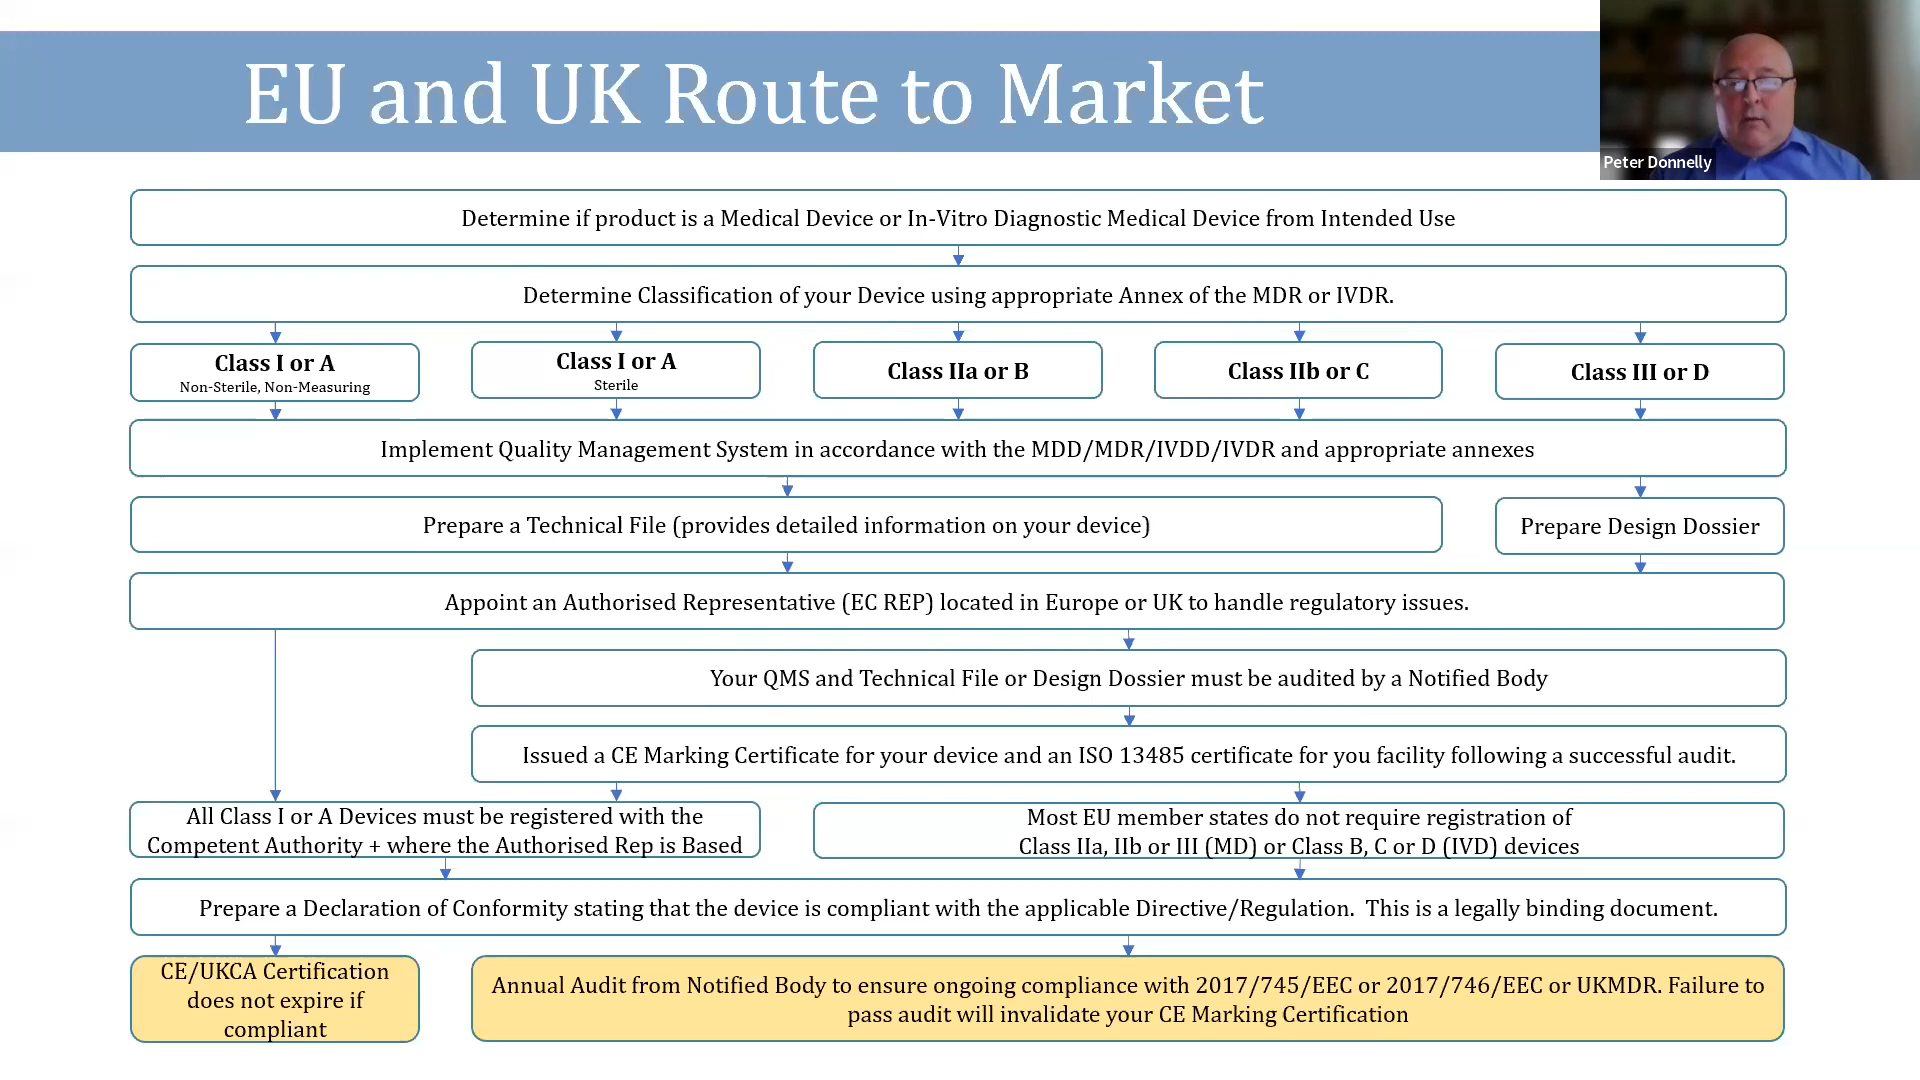 EU and UK Route to Market
Peter Donnelly
Determine if product is a Medical Device or In-Vitro Diagnostic Medical Device from Intended Use
Determine Classification of your Device using appropriate Annex of the MDR or IVDR.
Class I or A
Non-Sterile, Non-Measuring
Class I or A
Sterile
Class IIa or B
Class IIb or C
Class III or D
Implement Quality Management System in accordance with the MDD/MDR/IVDD/IVDR and appropriate annexes
Prepare a Technical File (provides detailed information on your device)
Prepare Design Dossier
Appoint an Authorised Representative (EC REP) located in Europe or UK to handle regulatory issues.
Your QMS and Technical File or Design Dossier must be audited by a Notified Body
Issued a CE Marking Certificate for your device and an ISO 13485 certificate for you facility following a successful audit.
All Class I or A Devices must be registered with the
Competent Authority + where the Authorised Rep is Based
Most EU member states do not require registration of
Class IIa, IIb or III (MD) or Class B, C or D (IVD) devices
Prepare a Declaration of Conformity stating that the device is compliant with the applicable Directive/Regulation.  This is a legally binding document.
CE/UKCA Certification
does not expire if
compliant
Annual Audit from Notified Body to ensure ongoing compliance with 2017/745/EEC or 2017/746/EEC or UKMDR. Failure to
pass audit will invalidate your CE Marking Certification